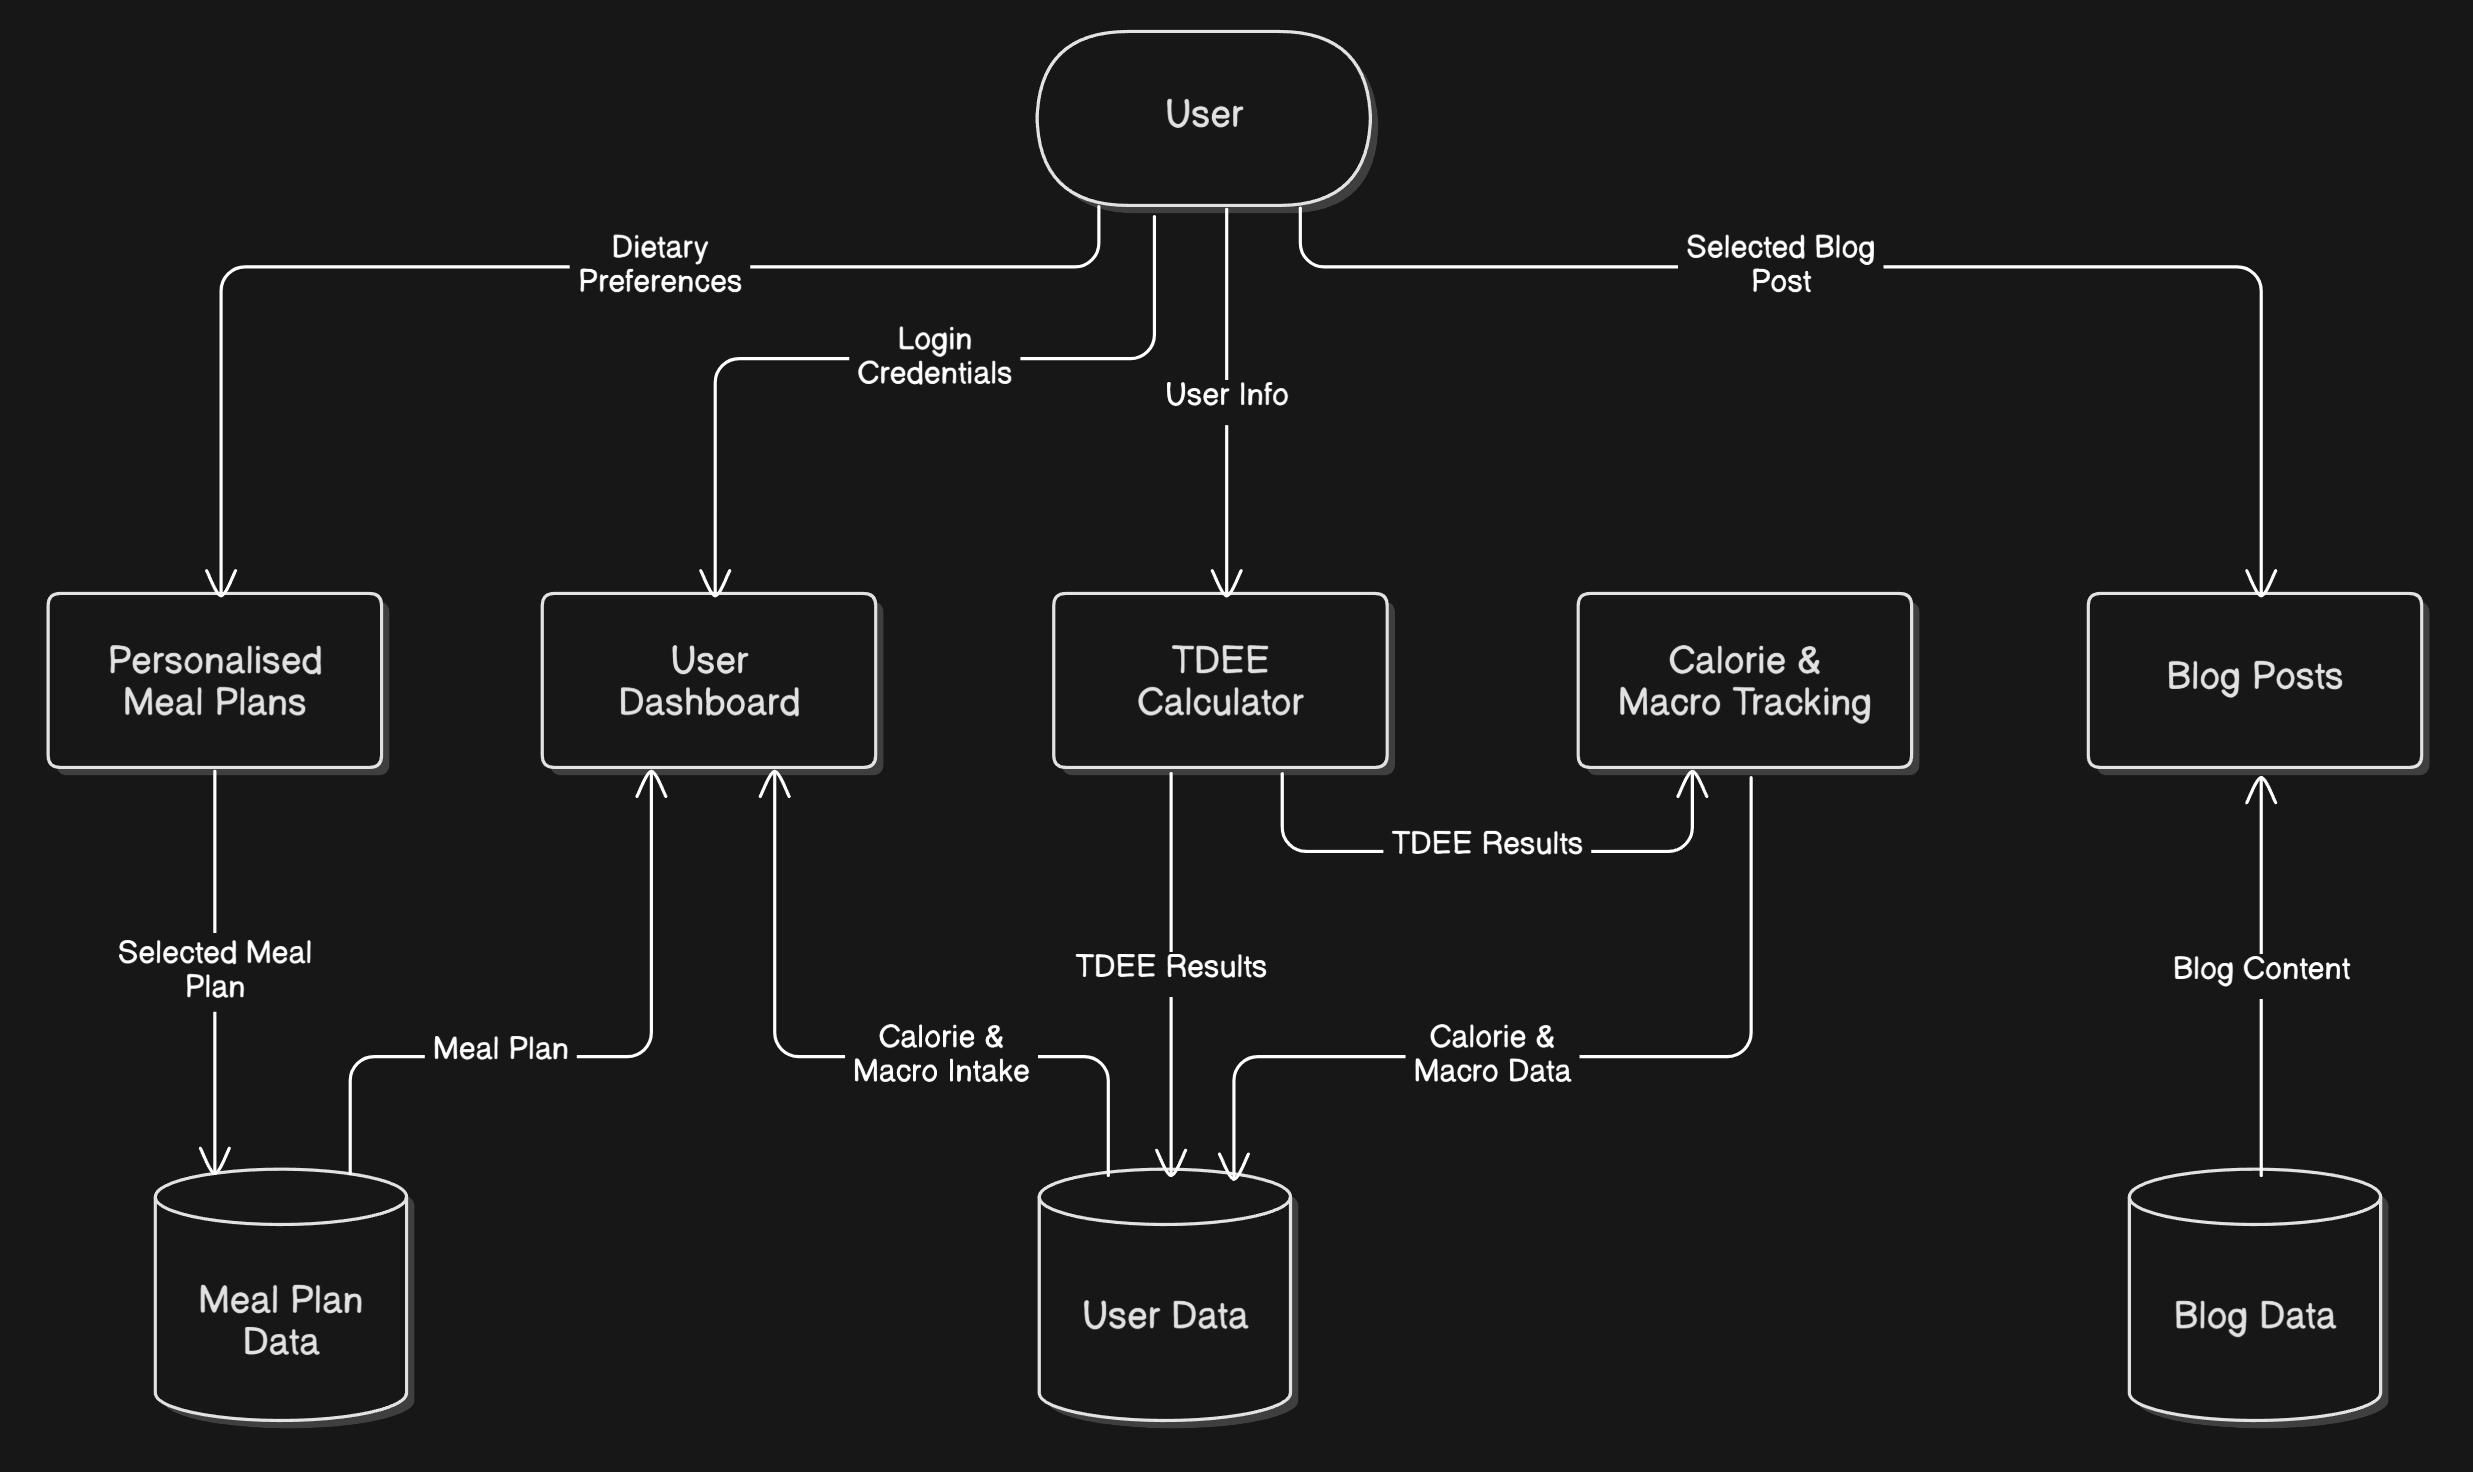 User
Dietary
Preferences
Selected Blog
Post
Login
Credentials
User Info
Personalised
Meal Plans
User
Dashboard
TDEE
Calculator
Calorie &
Macro Tracking
Blog Posts
TDEE Results
Selected Meal
Plan
TDEE Results
Blog Content
Meal Plan
Calorie &
Macro Intake
Calorie &
Macro Data
Meal Plan
Data
User Data
Blog Data